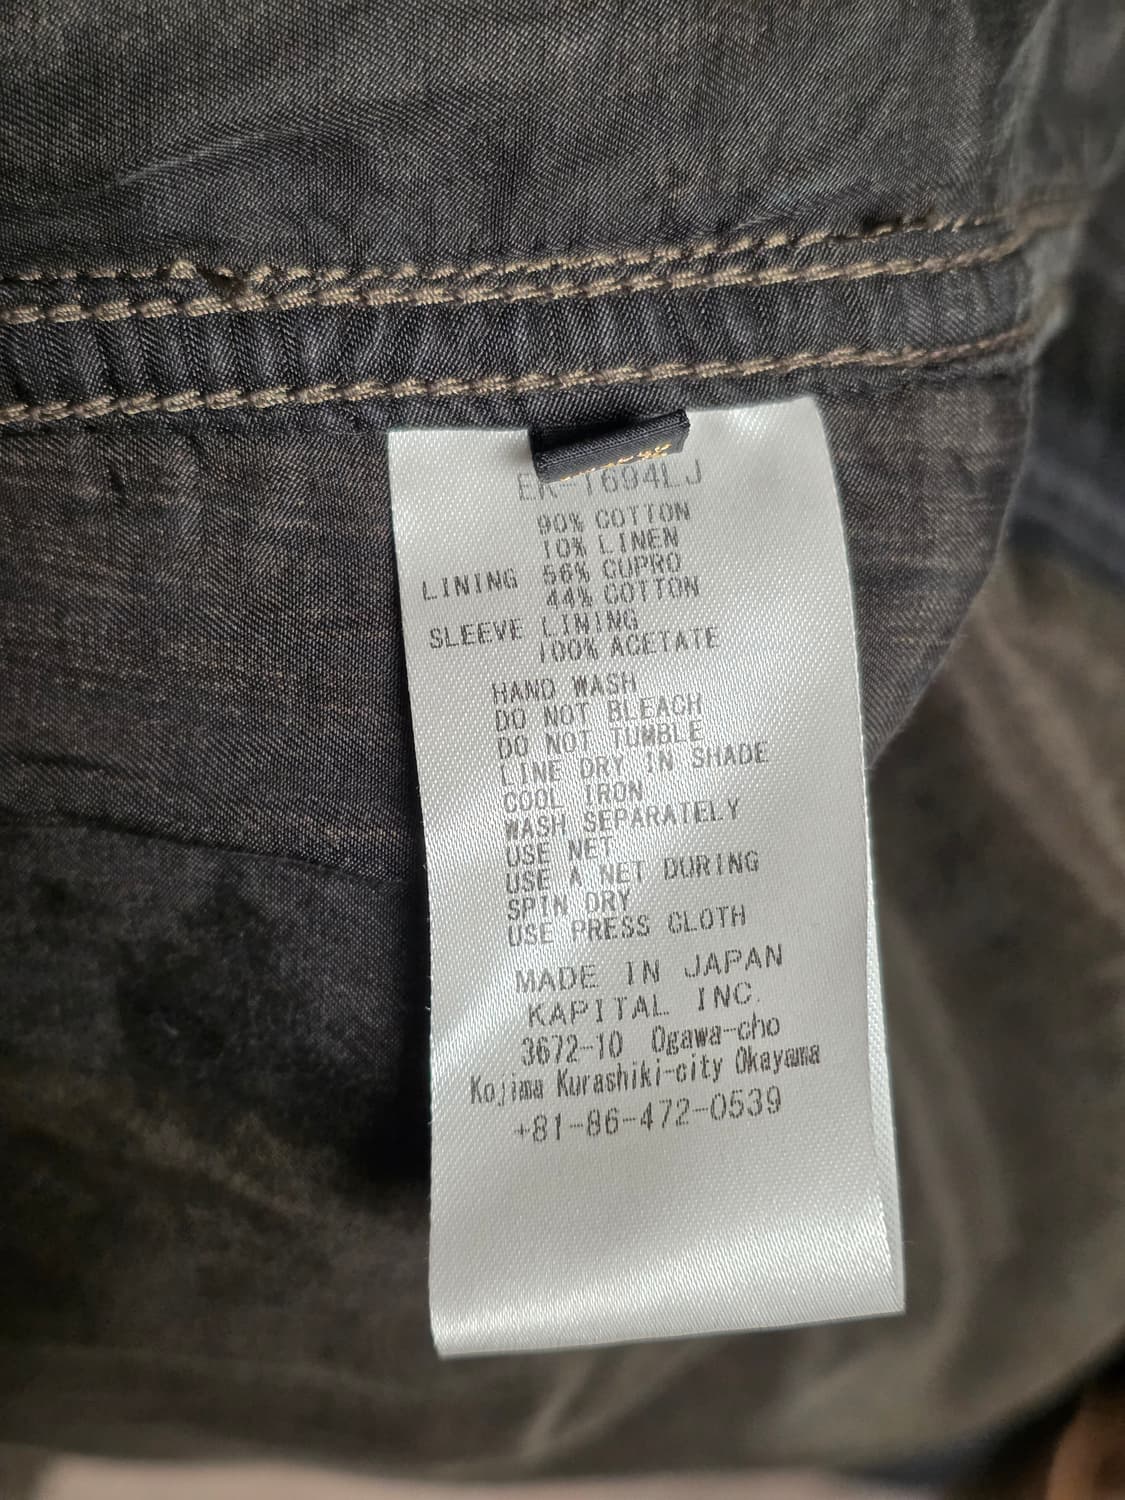 EK-1694LJ
90% COTTON
10% LINEN
LINING 56% CUPRO
44% COTTON
SLEEVE LINING
100% ACETATE
HAND WASH
DO NOT BLEACH
DO NOT TUMBLE
LINE DRY IN SHADE
COOL IRON
WASH SEPARATELY
USE NET
USE A NET DURING
SPIN DRY
USE PRESS CLOTH
MADE IN JAPAN
KAPITAL INC.
3672-10 Ogawa-cho
Kojima Kurashiki-city Okayama
+81-86-472-0539